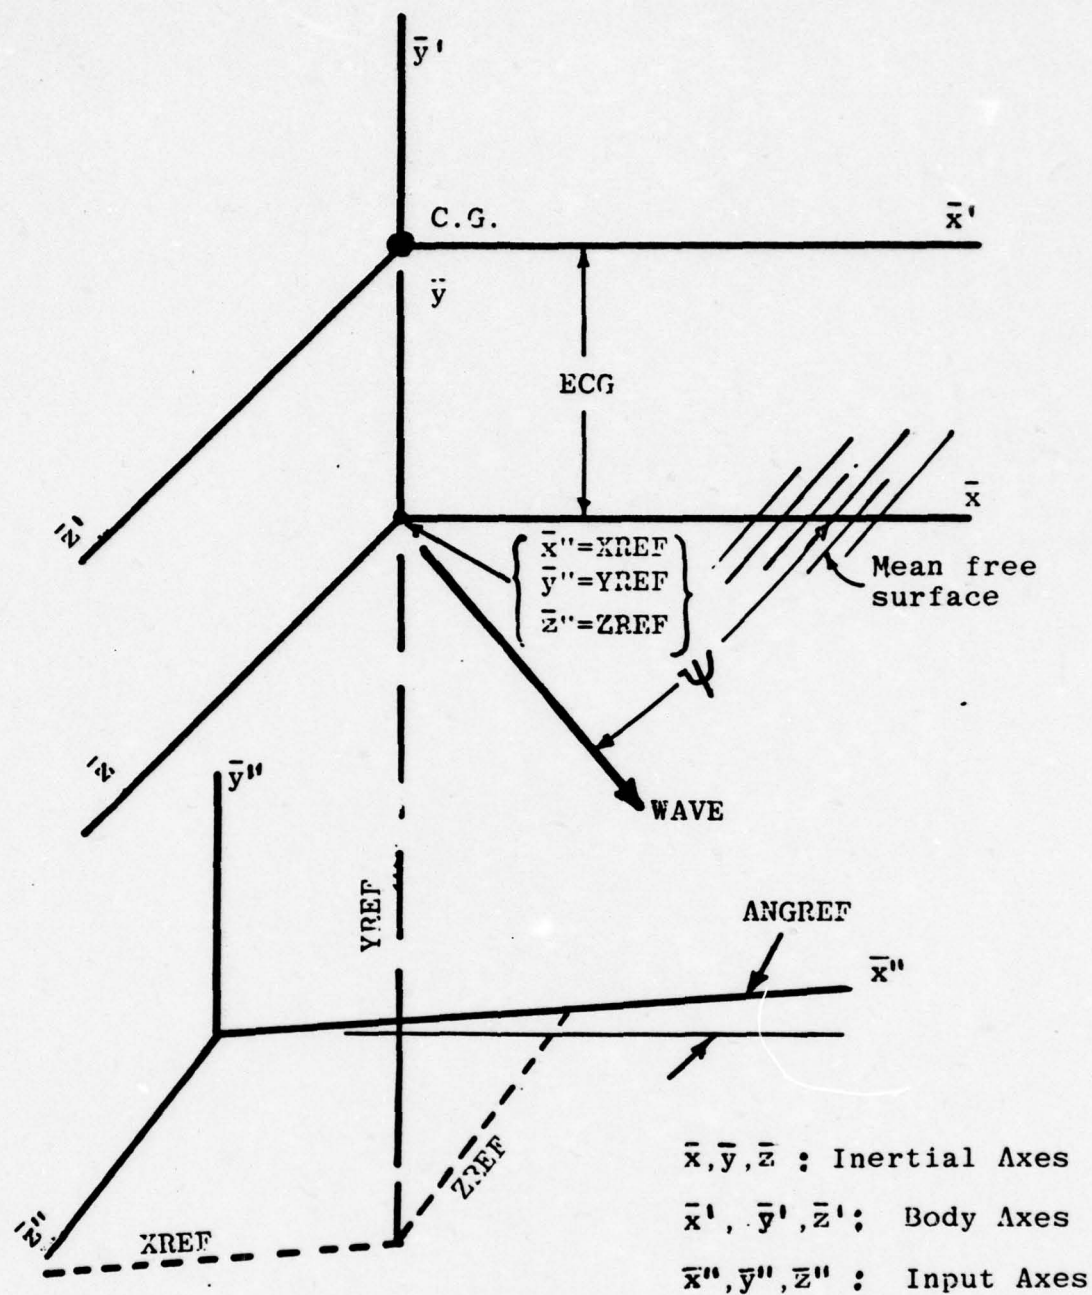 ȳ'
C.G.
x̄'
ȳ
ECG
z̄'
x̄
x̄"=XREF
ȳ"=YREF
z̄"=ZREF
Mean free
surface
ψ
z̄
ȳ"
WAVE
YREF
ANGREF
x̄"
ZREF
z̄"
XREF
x̄,ȳ,z̄ : Inertial Axes
x̄', ȳ',z̄': Body Axes
x̄",ȳ",z̄" : Input Axes